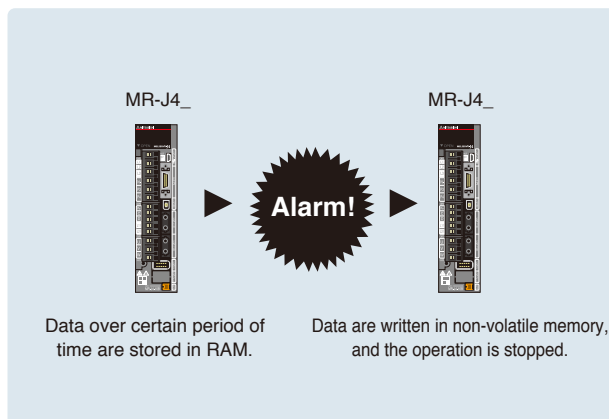 MR-J4_
MR-J4_
Alarm!
Data over certain period of
time are stored in RAM.
Data are written in non-volatile memory,
and the operation is stopped.